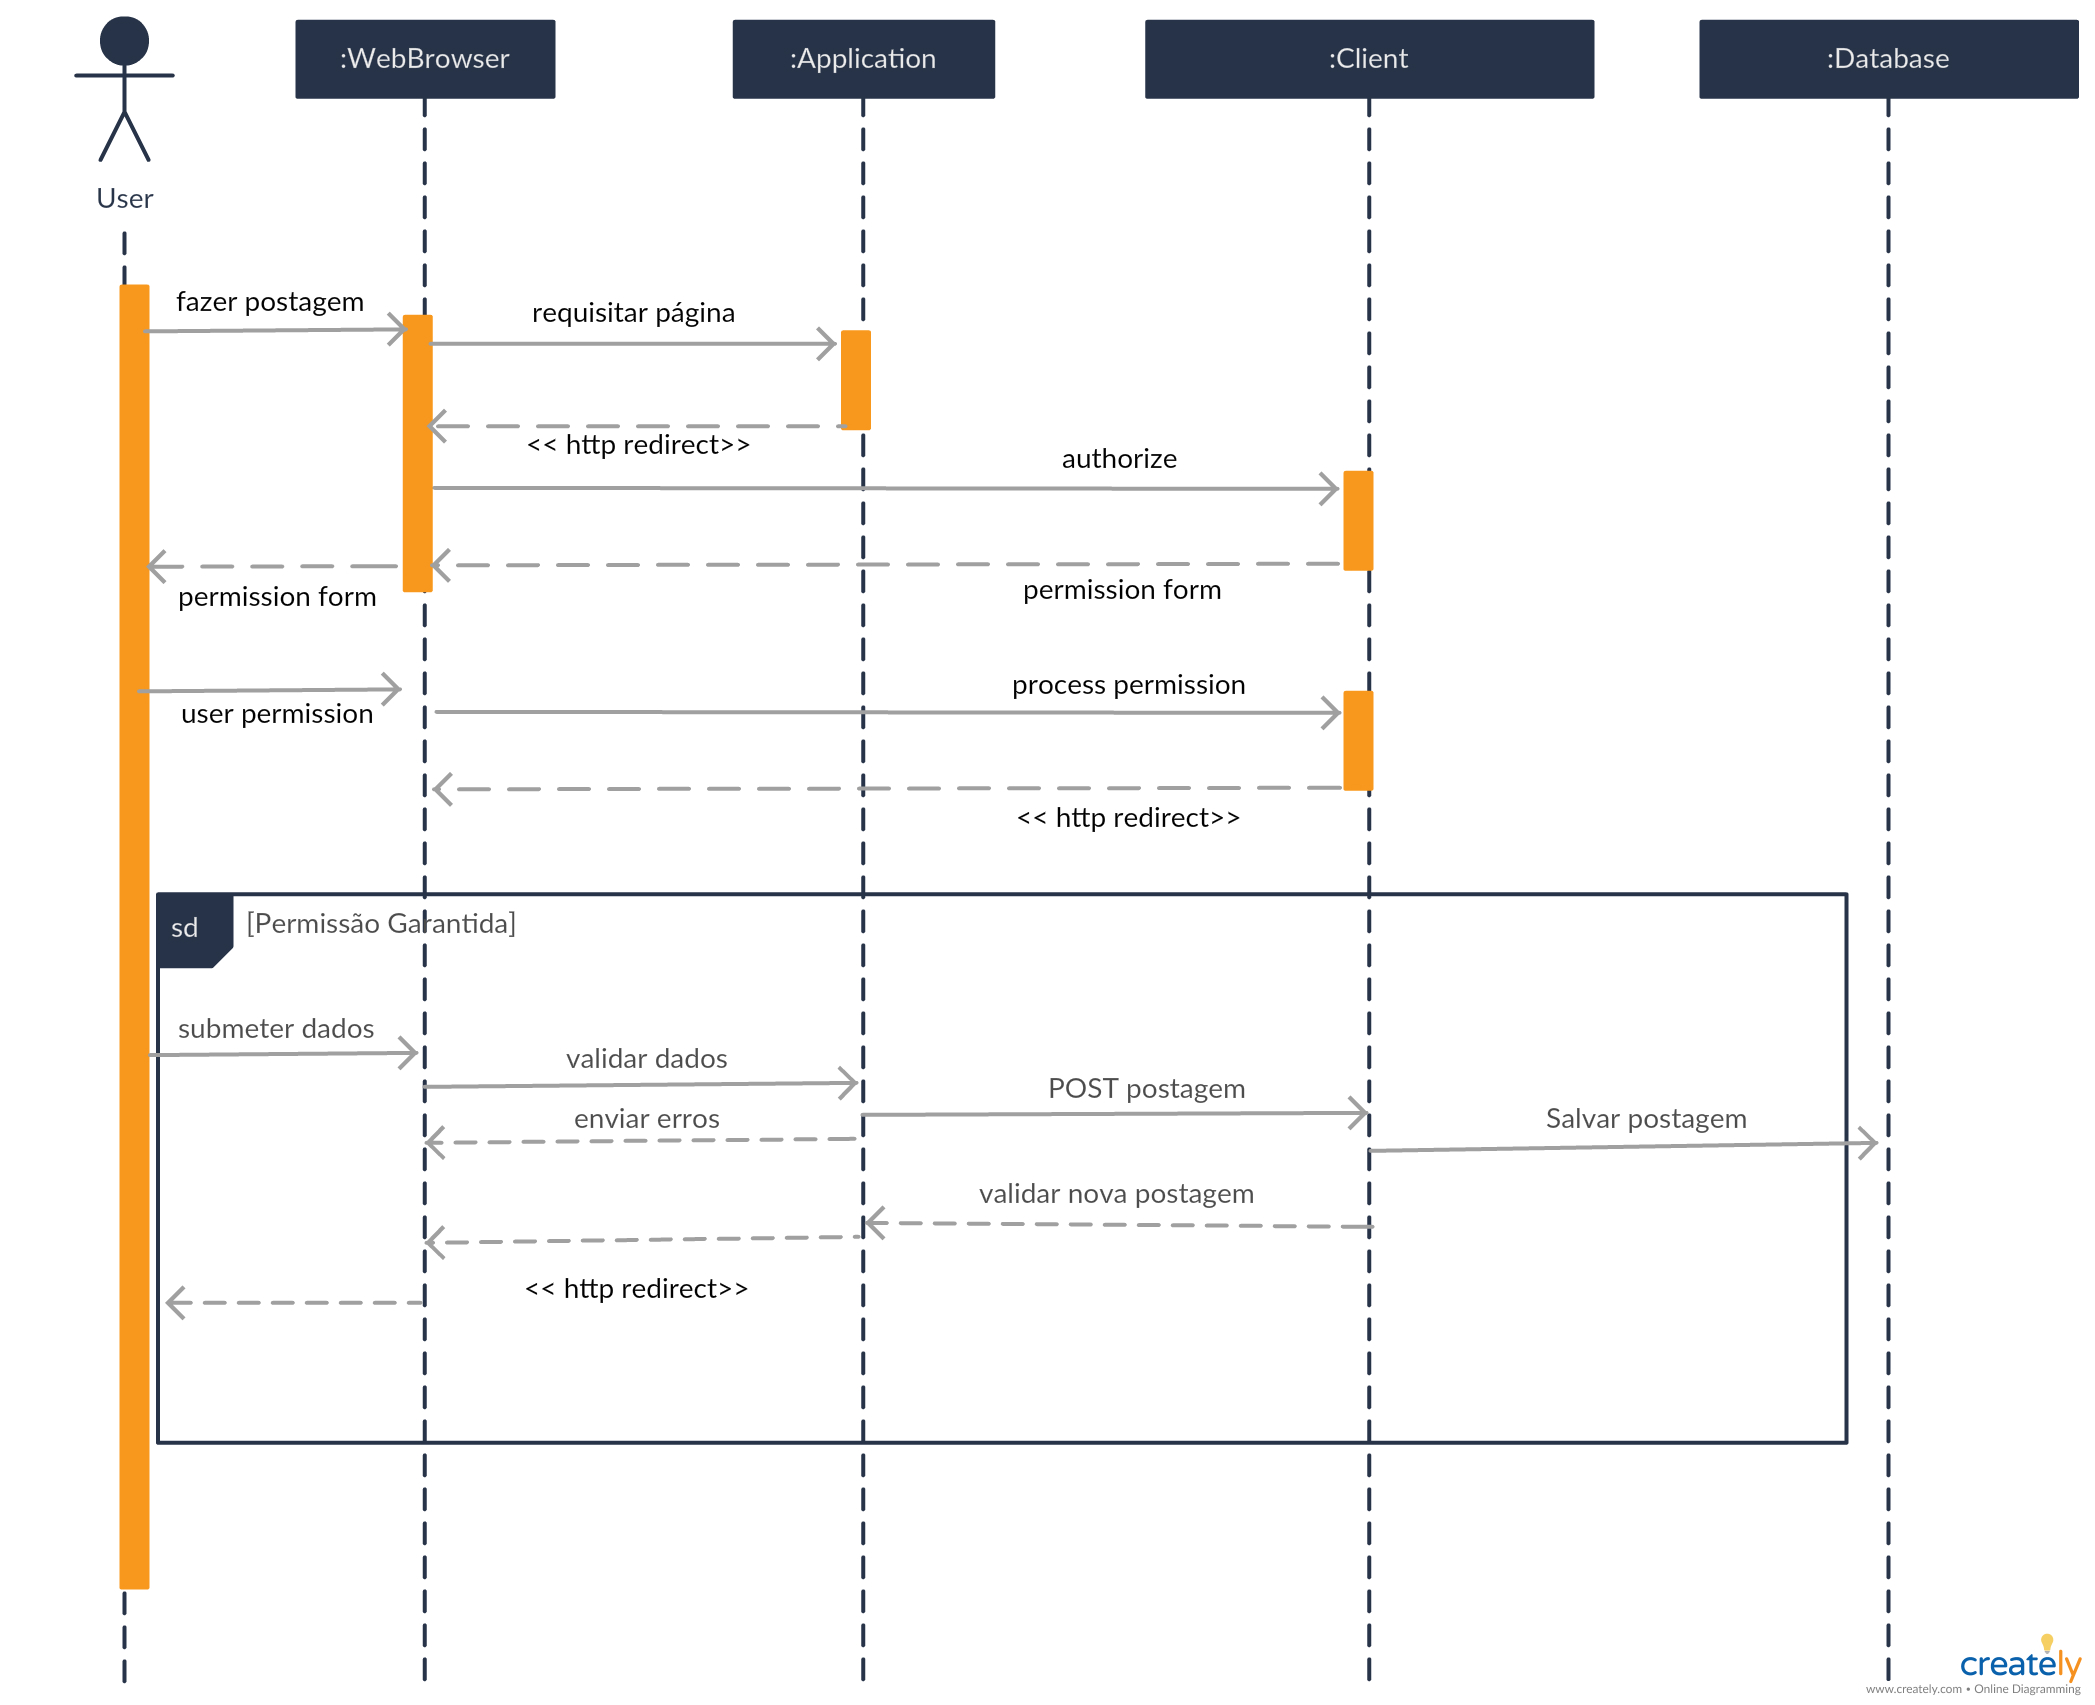 :WebBrowser
:Application
:Client
:Database
User
fazer postagem
requisitar página
<< http redirect>>
authorize
permission form
permission form
user permission
process permission
<< http redirect>>
sd
[Permissão Garantida]
submeter dados
validar dados
POST postagem
enviar erros
Salvar postagem
validar nova postagem
<< http redirect>>
creately
www.creately.com • Online Diagramming